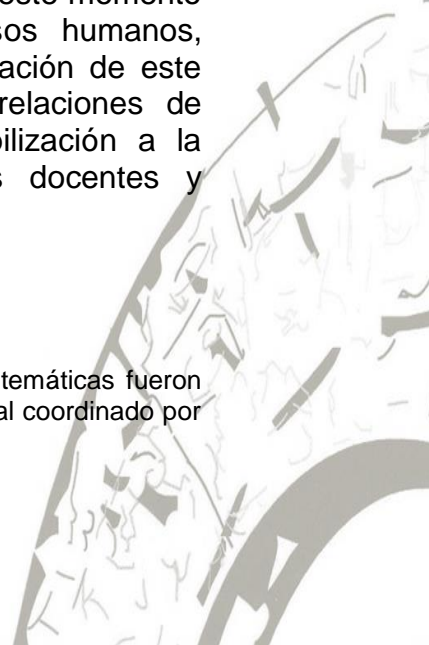 este momento
sos humanos,
ación de este
relaciones de
bilización a la
s docentes y
temáticas fueron
al coordinado por